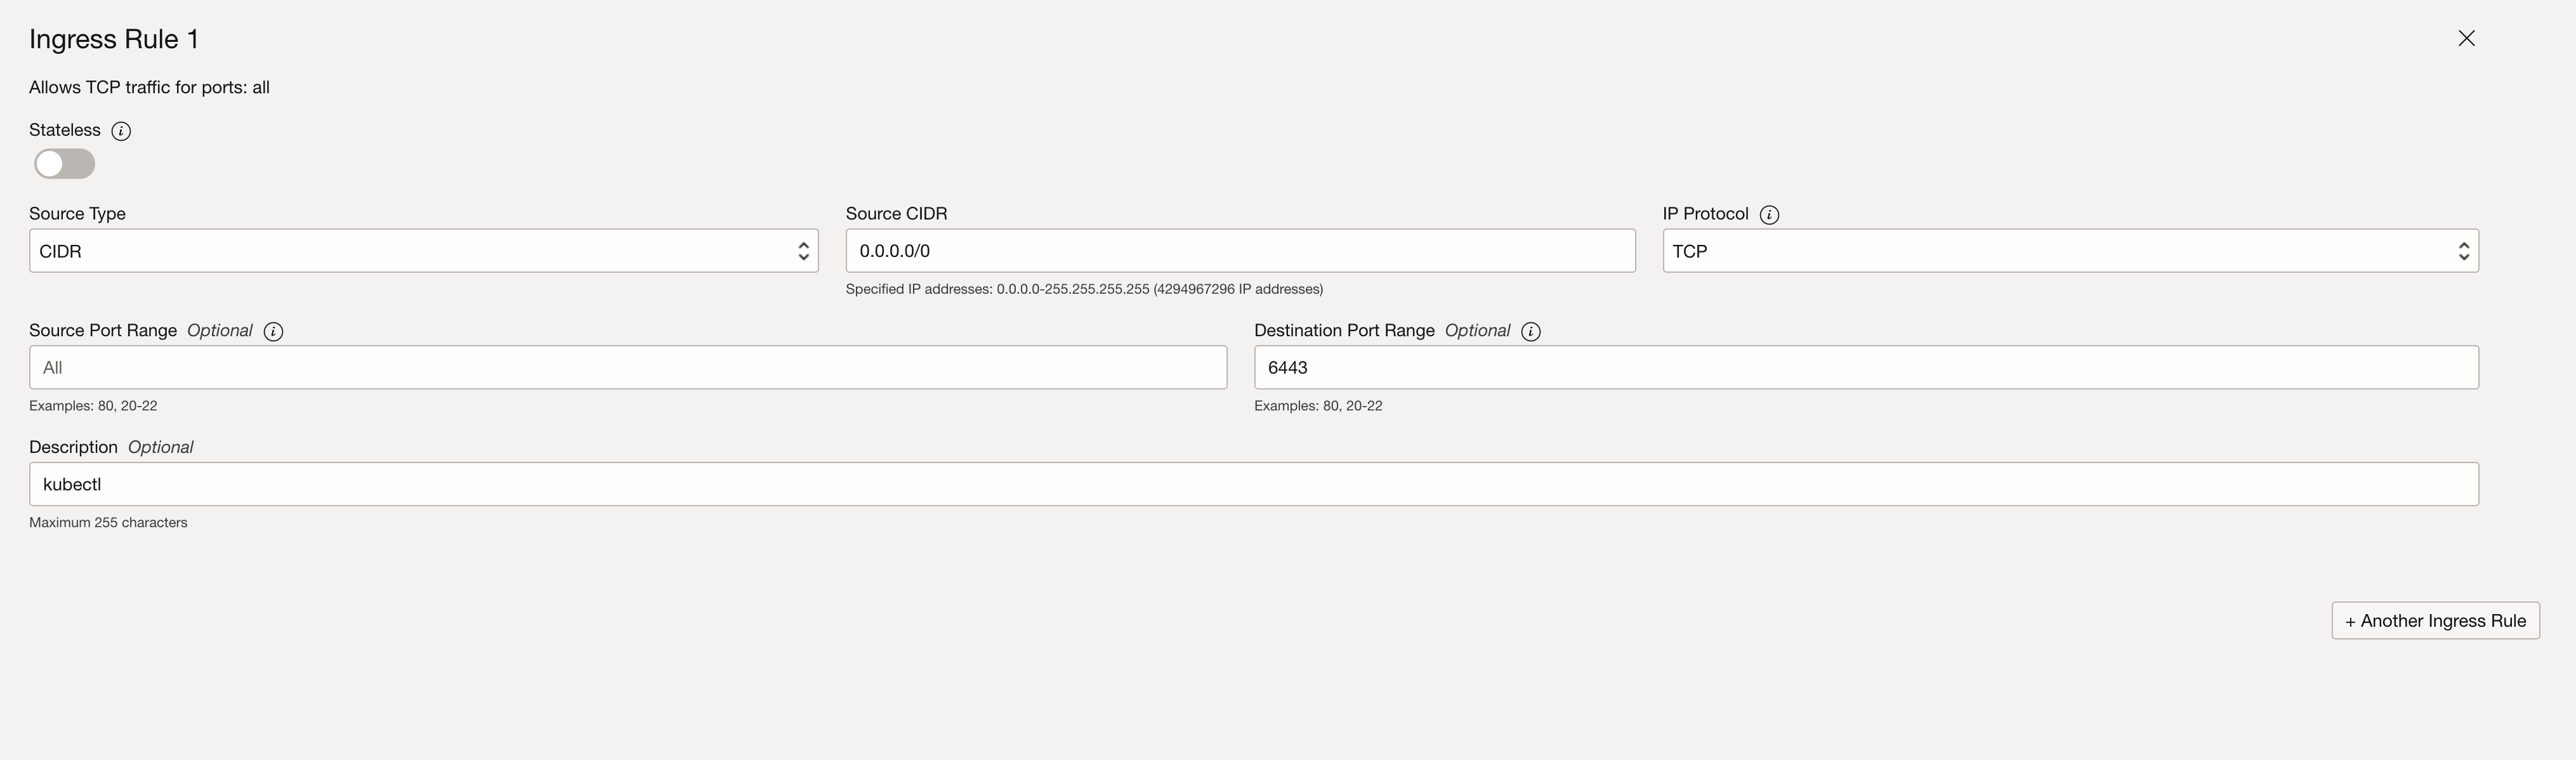 Ingress Rule 1
Allows TCP traffic for ports: all
Stateless
Source Type
Source CIDR
IP Protocol
CIDR
0.0.0.0/0
TCP
Specified IP addresses: 0.0.0.0-255.255.255.255 (4294967296 IP addresses)
Source Port Range Optional
Destination Port Range Optional
All
6443
Examples: 80, 20-22
Examples: 80, 20-22
Description Optional
kubectl
Maximum 255 characters
+ Another Ingress Rule